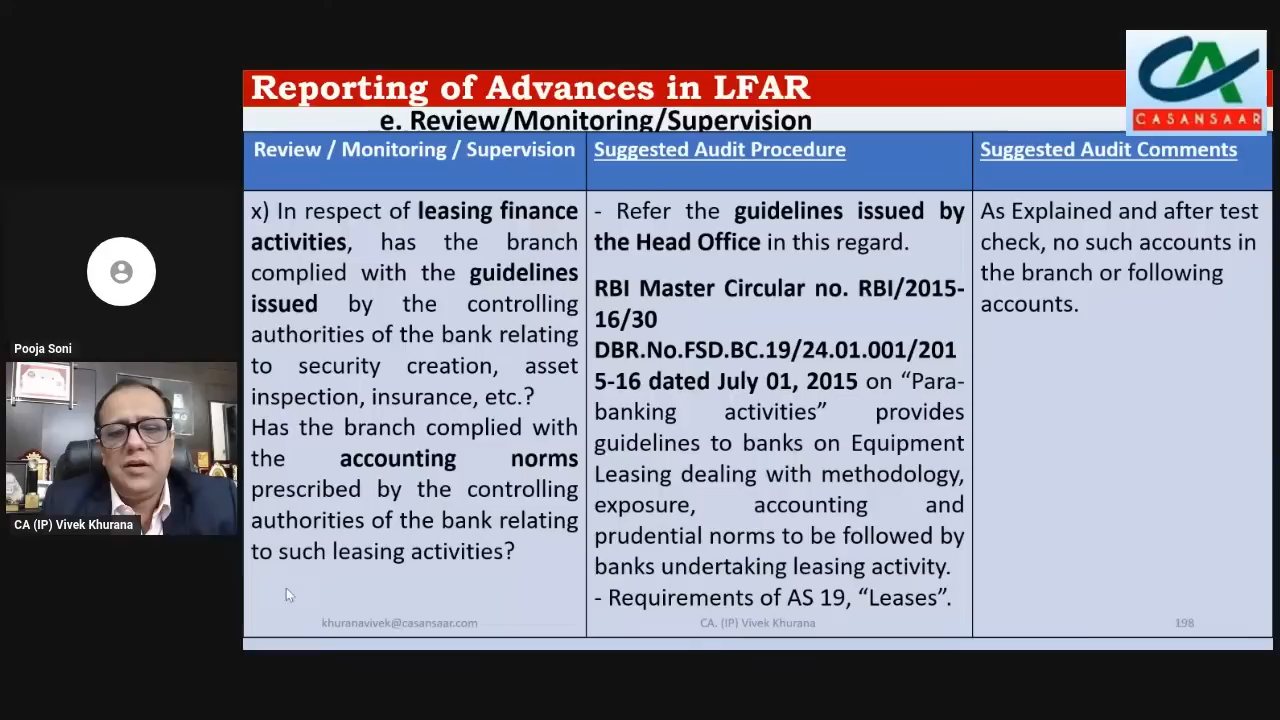 Reporting of Advances in LFAR
e. Review/Monitoring/Supervision
CASANSAAR
Review / Monitoring / Supervision
x) In respect of leasing finance
activities, has the branch
complied with the guidelines
issued by the controlling
authorities of the bank relating
to security creation, asset
inspection, insurance, etc.?
Has the branch complied with
the accounting norms
prescribed by the controlling
authorities of the bank relating
to such leasing activities?
Suggested Audit Procedure
- Refer the guidelines issued by
the Head Office in this regard.
RBI Master Circular no. RBI/2015-
16/30
DBR.No.FSD.BC.19/24.01.001/201
5-16 dated July 01, 2015 on “Para-
banking activities” provides
guidelines to banks on Equipment
Leasing dealing with methodology,
exposure, accounting and
prudential norms to be followed by
banks undertaking leasing activity.
- Requirements of AS 19, “Leases”.
Suggested Audit Comments
As Explained and after test
check, no such accounts in
the branch or following
accounts.
khuranavivek@casansaar.com
CA. (IP) Vivek Khurana
198
Pooja Soni
CA (IP) Vivek Khurana